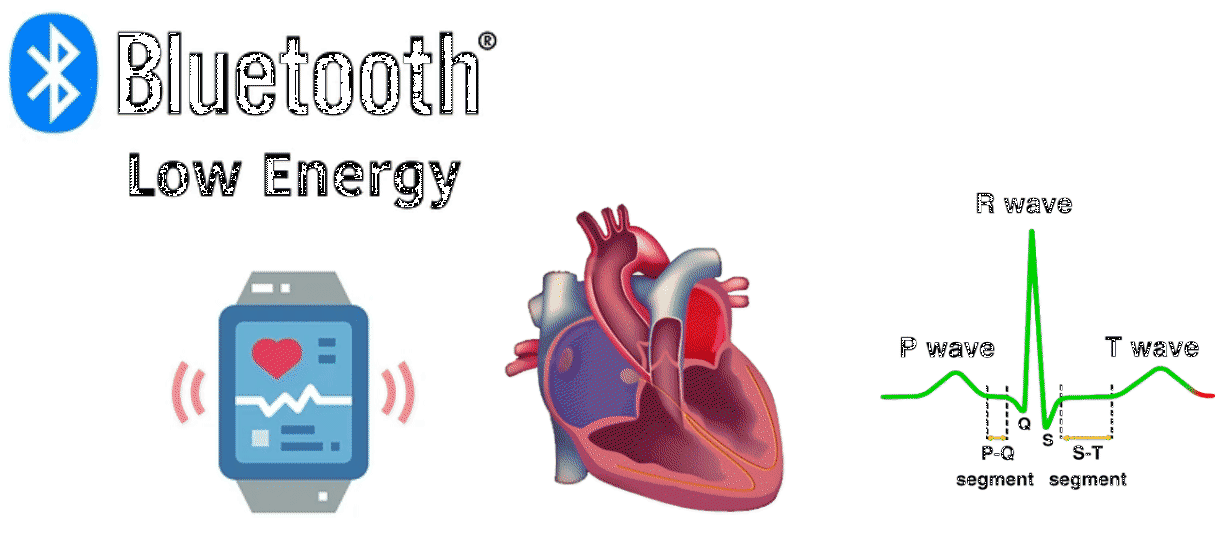 Bluetooth®
Low Energy
R wave
P wave
T wave
Q
S
P-Q
segment
S-T
segment